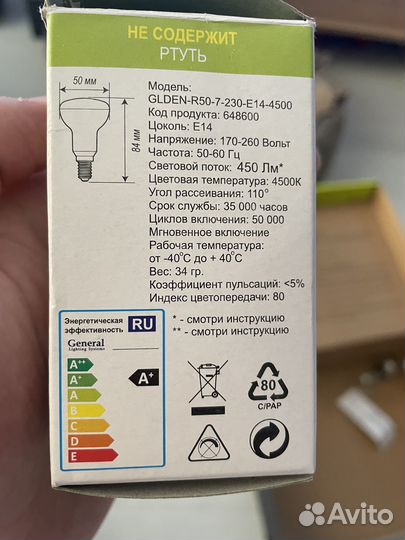 НЕ СОДЕРЖИТ
РТУТЬ
50 мм
84 мм
Модель:
GLDEN-R50-7-230-E14-4500
Код продукта: 648600
Цоколь: E14
Напряжение: 170-260 Вольт
Частота: 50-60 Гц
Световой поток: 450 Лм*
Цветовая температура: 4500К
Угол рассеивания: 110°
Срок службы: 35 000 часов
Циклов включения: 50 000
Мгновенное включение
Рабочая температура:
от -40°С до + 40°С
Вес: 34 гр.
Коэффициент пульсаций: <5%
Индекс цветопередачи: 80
* - смотри инструкцию
** - смотри инструкцию
Энергетическая
эффективность
RU
General
Lighting Systems
A++
A+
A
B
C
D
E
A+
80
C/PAP
Avito